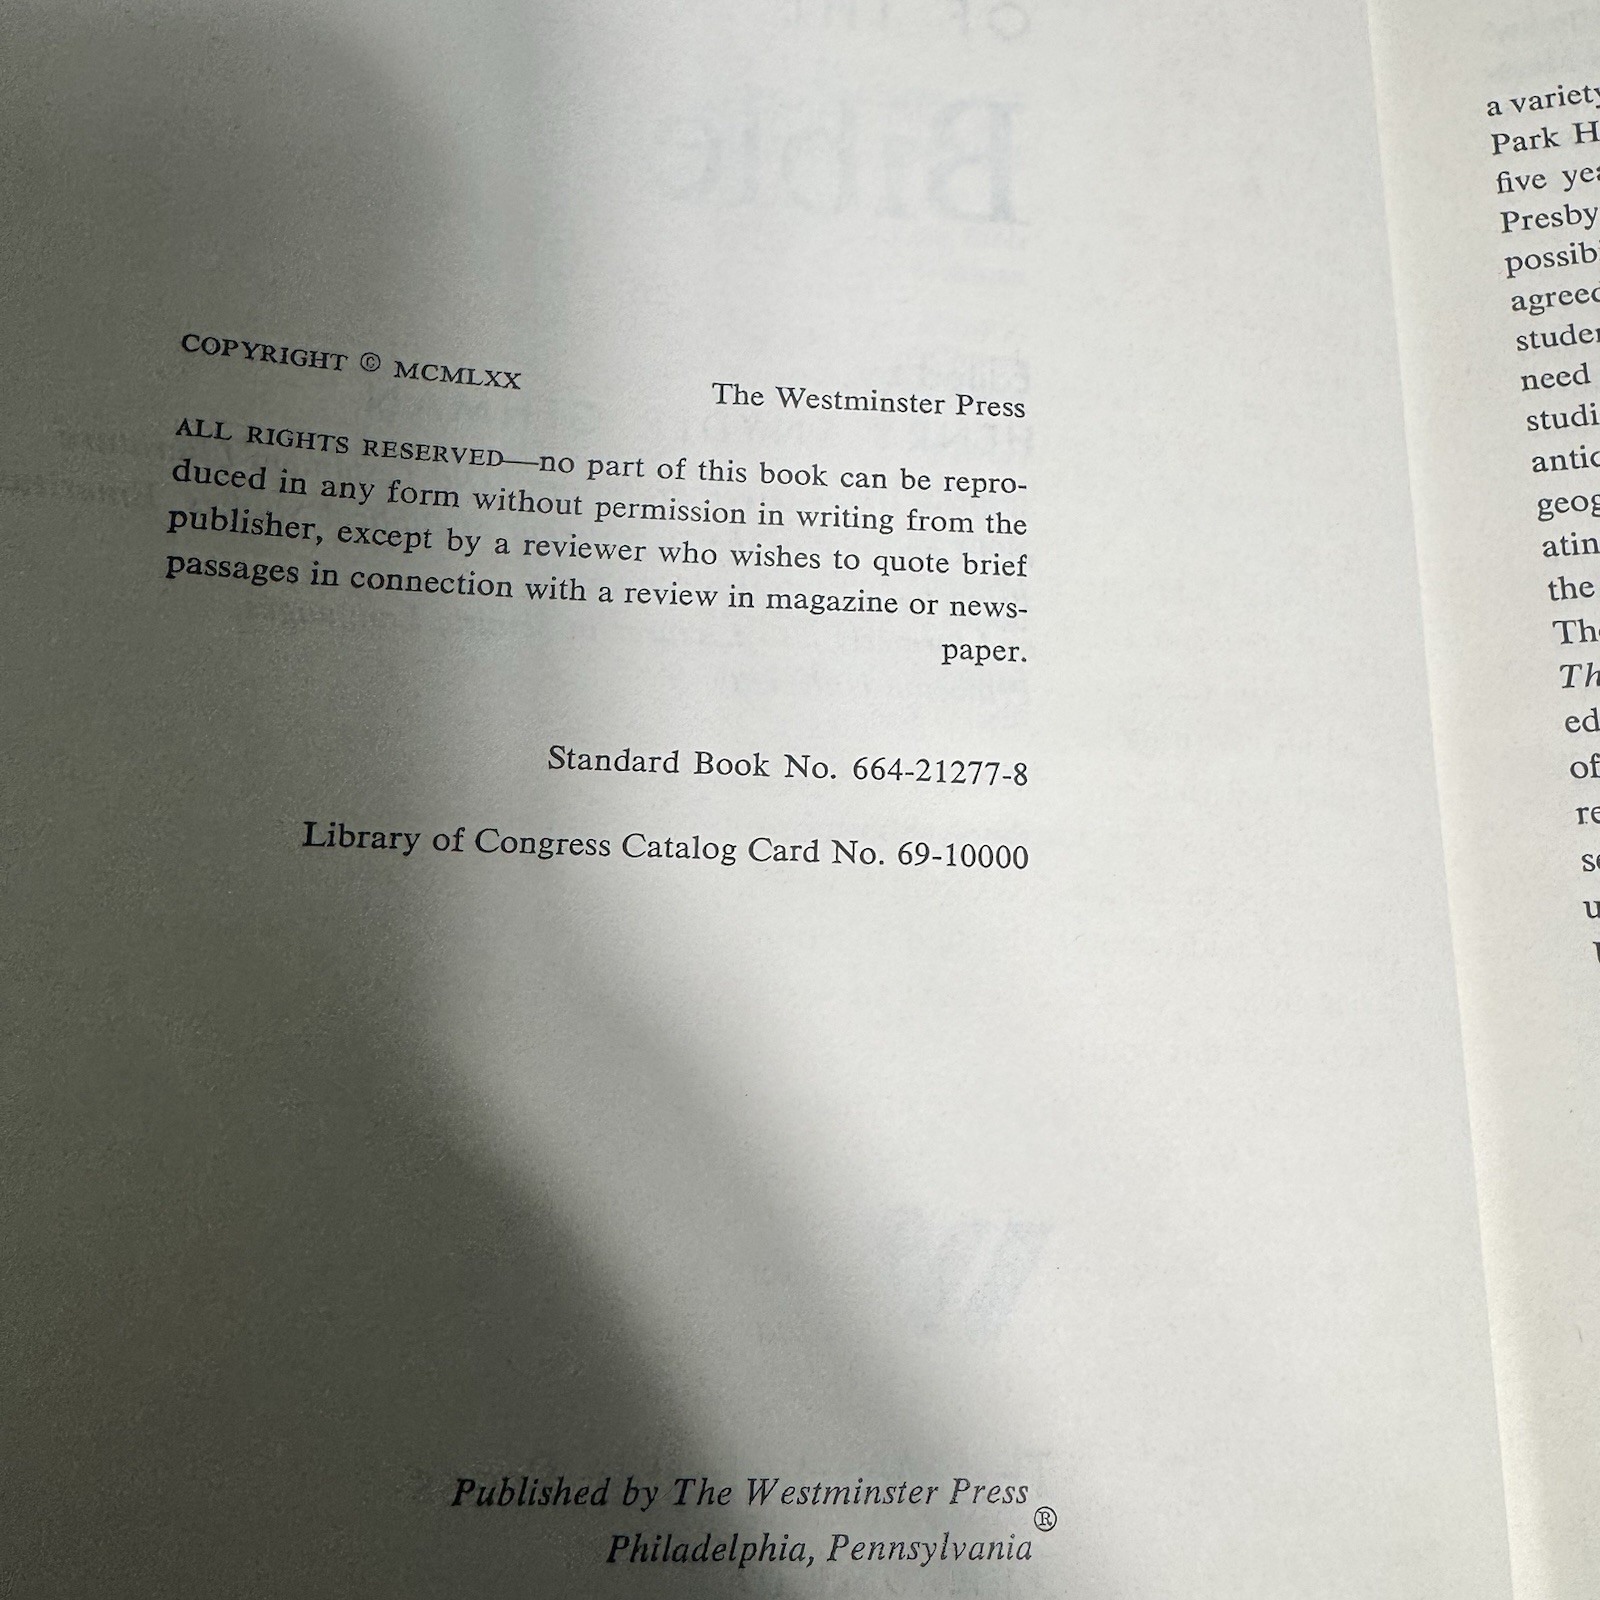 COPYRIGHT © MCMLXX The Westminster Press
ALL RIGHTS RESERVED—no part of this book can be repro-
duced in any form without permission in writing from the
publisher, except by a reviewer who wishes to quote brief
passages in connection with a review in magazine or news-
paper.
Standard Book No. 664-21277-8
Library of Congress Catalog Card No. 69-10000
Published by The Westminster Press
®
Philadelphia, Pennsylvania
a variety
Park H
five yea
Presby
possib
agreed
studen
need
studi
antic
geog
atin
the
The
Th
ed
of
re
se
u